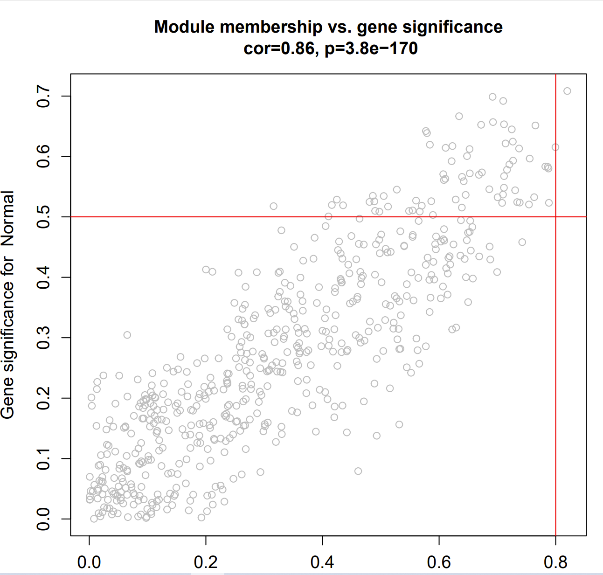 Module membership vs. gene significance
cor=0.86, p=3.8e−170
Gene significance for Normal
0.7
0.6
0.5
0.4
0.3
0.2
0.1
0.0
0.0 0.2 0.4 0.6 0.8